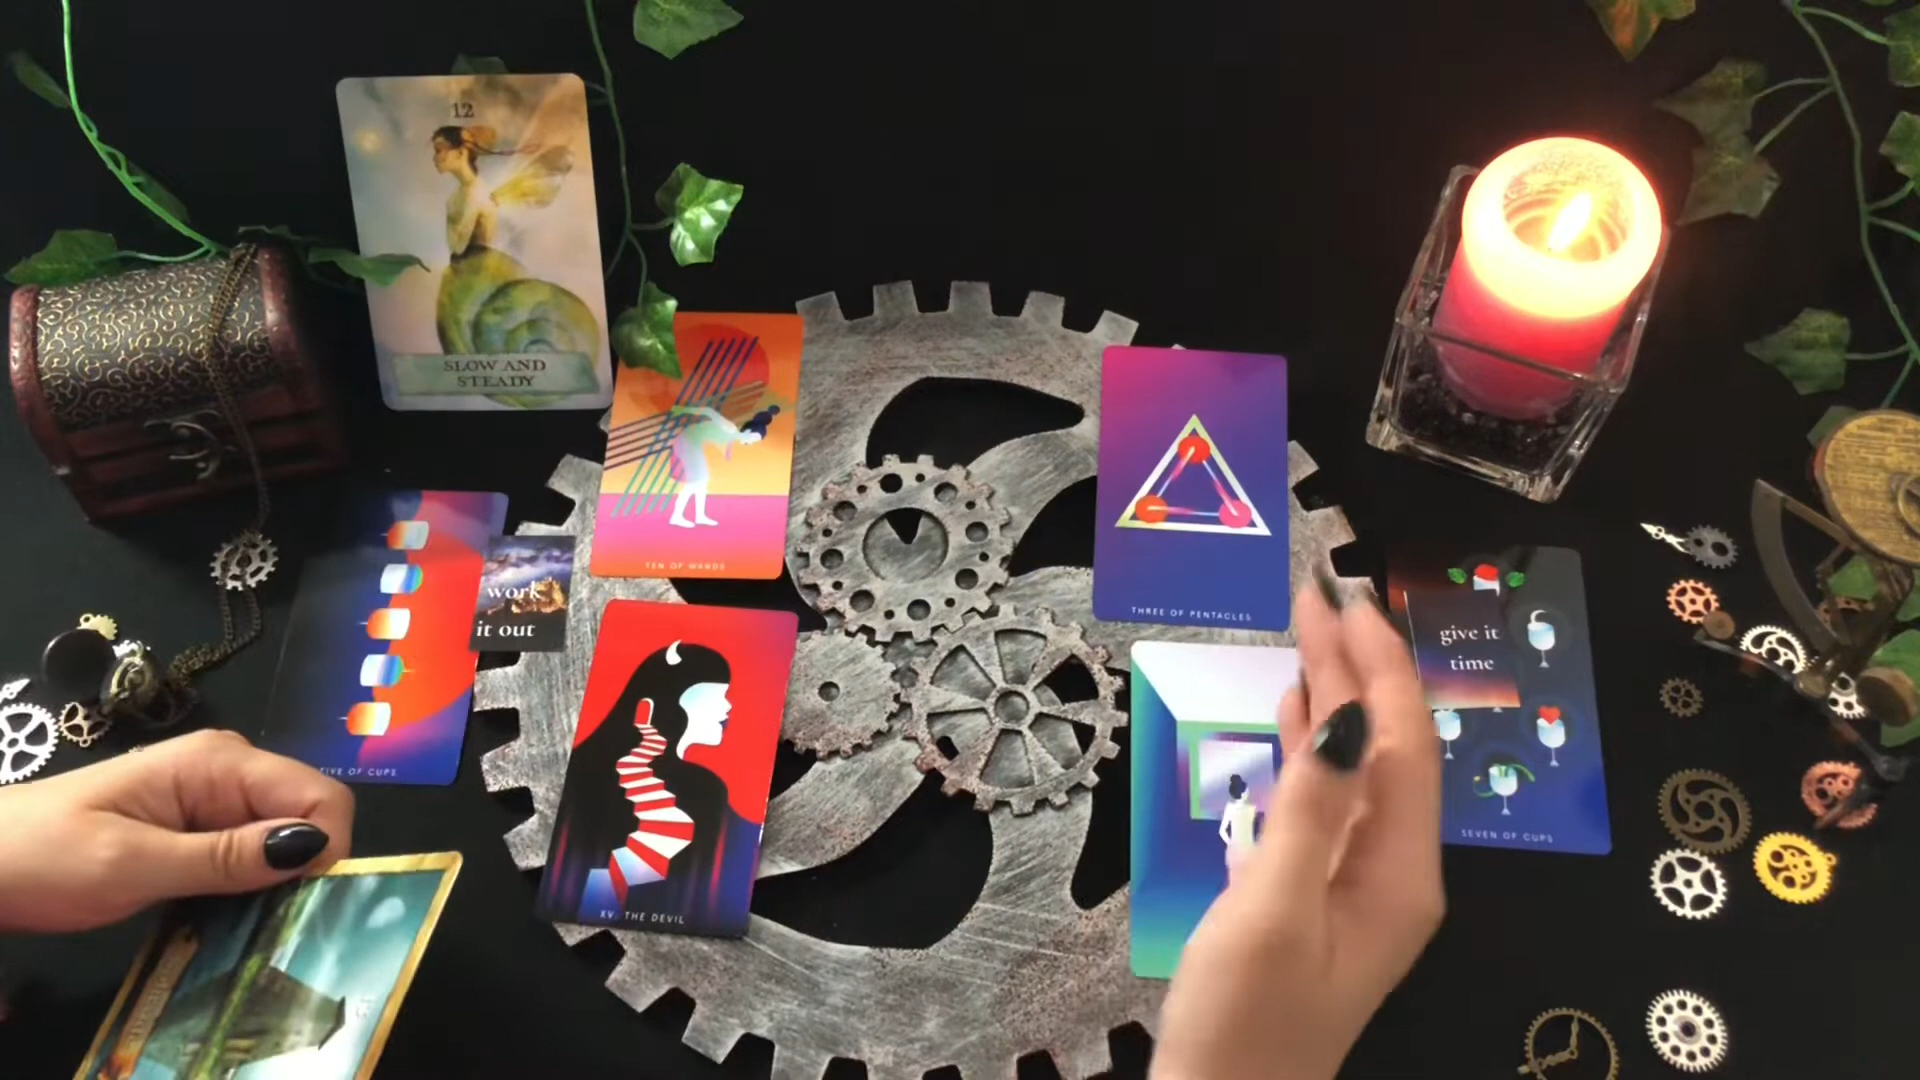 12
SLOW AND
STEADY
TEN OF WANDS
THREE OF PENTACLES
work
it out
give it
time
FIVE OF CUPS
SEVEN OF CUPS
XV. THE DEVIL